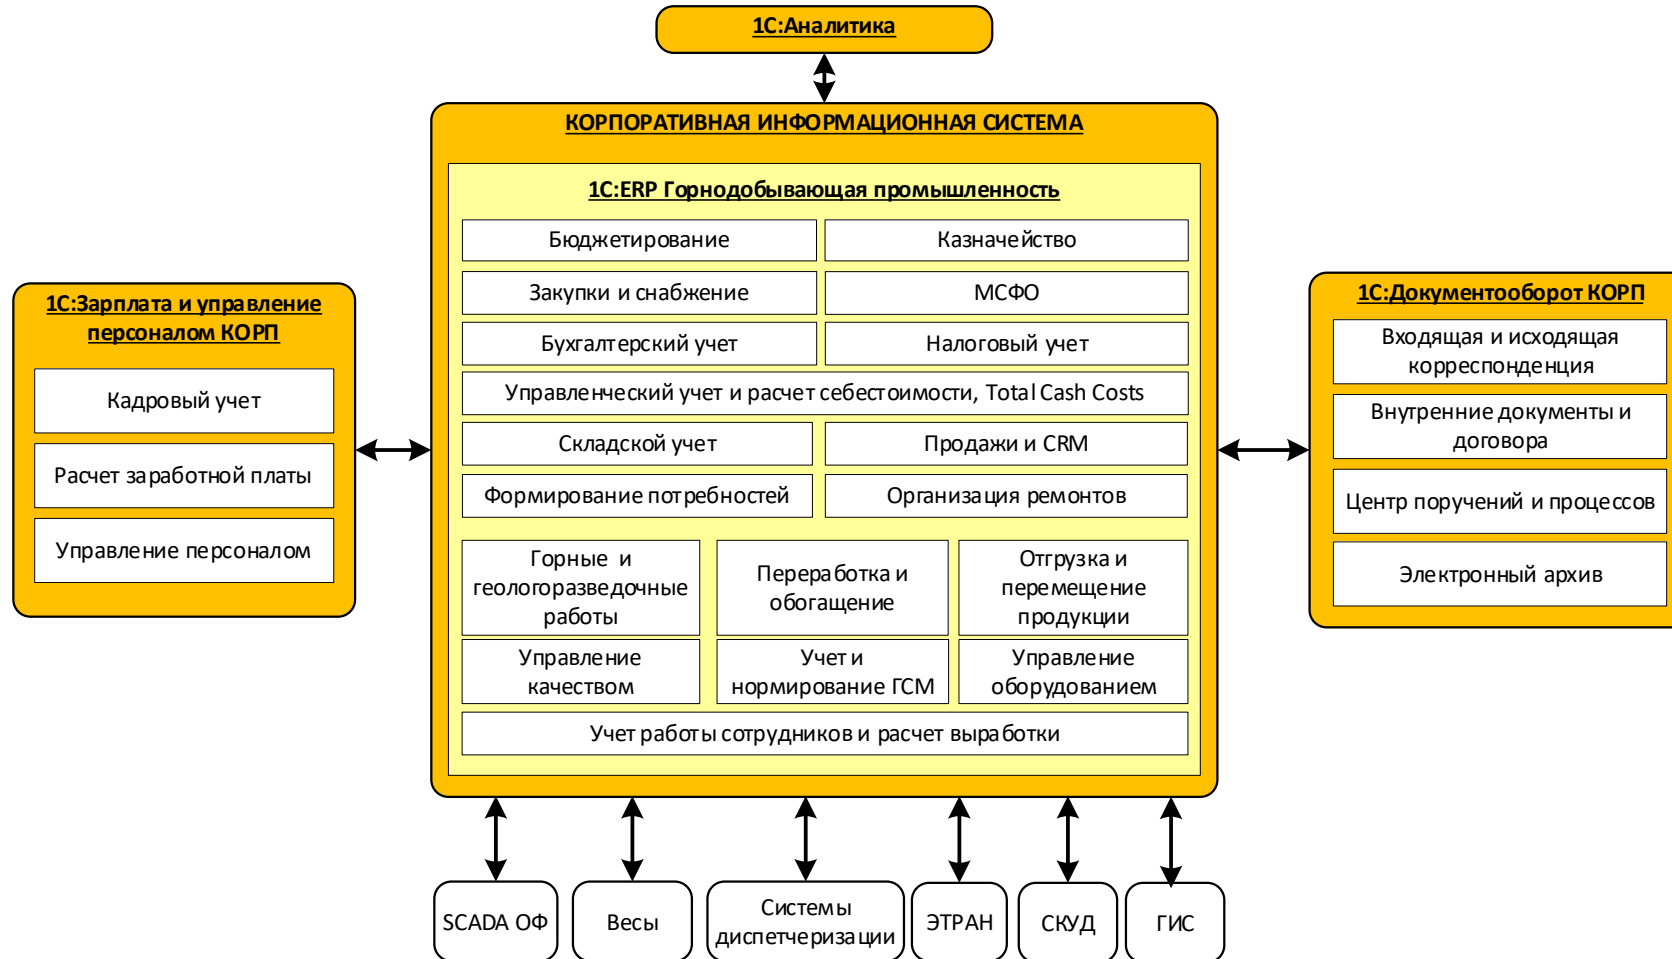 1С:Аналитика
КОРПОРАТИВНАЯ ИНФОРМАЦИОННАЯ СИСТЕМА
1С:ERP Горнодобывающая промышленность
Бюджетирование
Казначейство
Закупки и снабжение
МСФО
Бухгалтерский учет
Налоговый учет
Управленческий учет и расчет себестоимости, Total Cash Costs
Складской учет
Продажи и CRM
Формирование потребностей
Организация ремонтов
Горные и
геологоразведочные
работы
Переработка и
обогащение
Отгрузка и
перемещение
продукции
Управление
качеством
Учет и
нормирование ГСМ
Управление
оборудованием
Учет работы сотрудников и расчет выработки
1С:Зарплата и управление
персоналом КОРП
Кадровый учет
Расчет заработной платы
Управление персоналом
1С:Документооборот КОРП
Входящая и исходящая
корреспонденция
Внутренние документы и
договора
Центр поручений и процессов
Электронный архив
SCADA ОФ
Весы
Системы
диспетчеризации
ЭТРАН
СКУД
ГИС